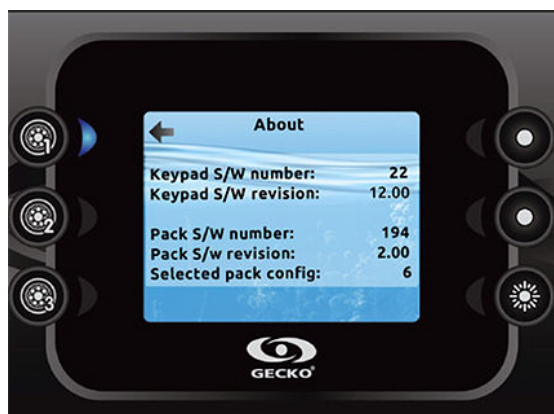 About
Keypad S/W number: 22
Keypad S/W revision: 12.00
Pack S/W number: 194
Pack S/w revision: 2.00
Selected pack config: 6
1
2
3
GECKO®